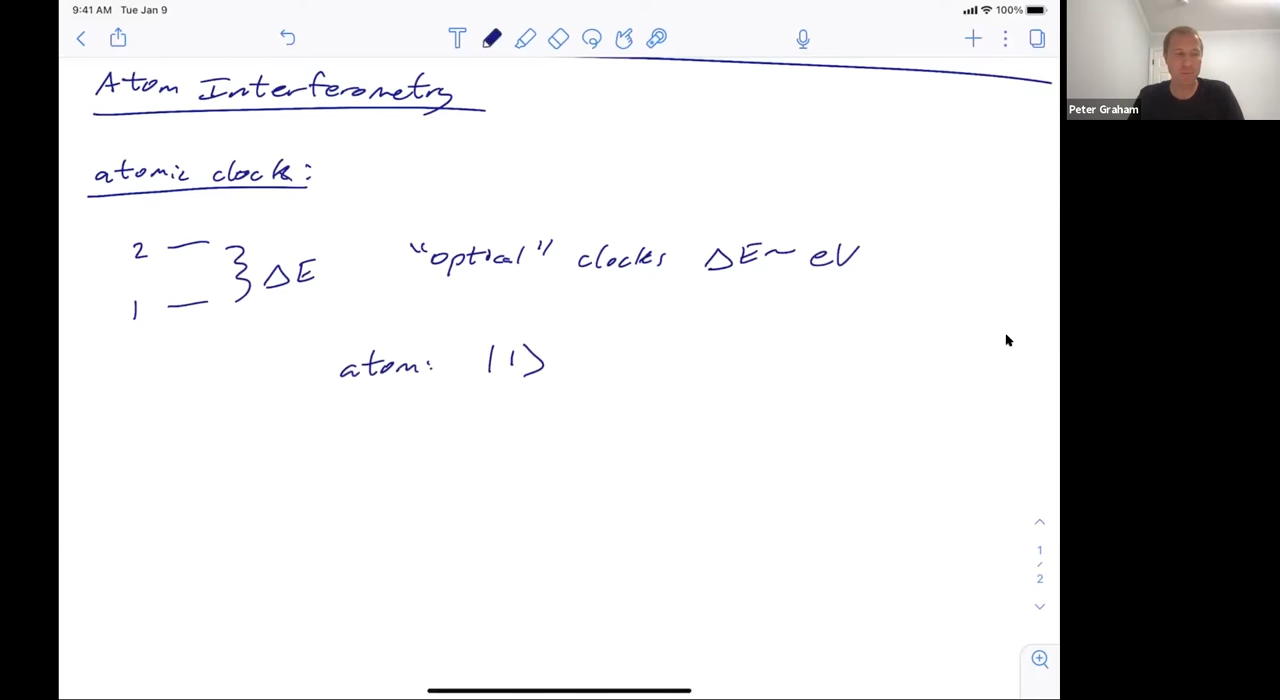 9:41 AM Tue Jan 9
100%
Atom Interferometry
Peter Graham
atomic clock:
2
} ΔE
1
"optical" clocks ΔE ~ eV
atom: |1⟩
1
/
2